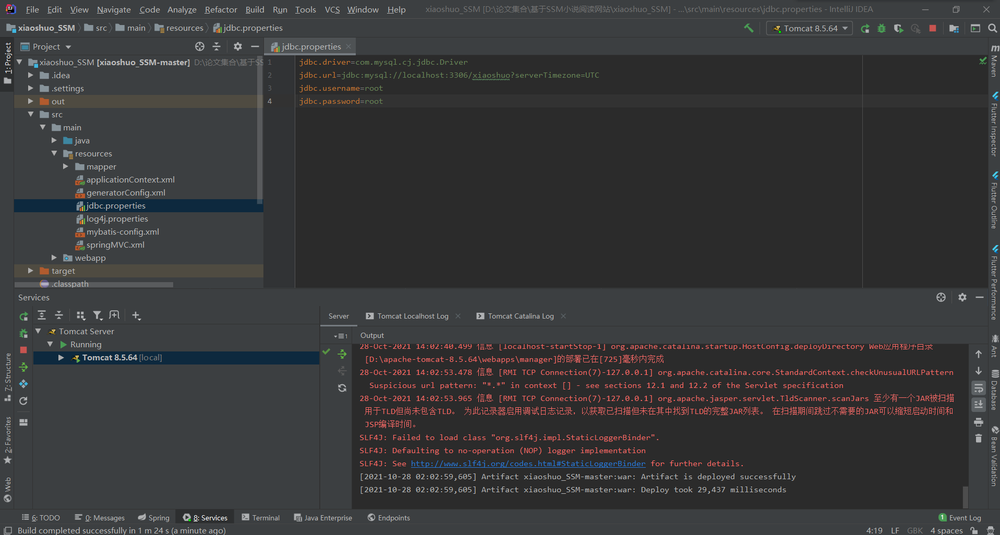 File Edit View Navigate Code Analyze Refactor Build Run Tools VCS Window Help xiaoshuo_SSM [D:\论文集合\基于SSM小说阅读网站\xiaoshuo_SSM] - ...\src\main\resources\jdbc.properties - IntelliJ IDEA
xiaoshuo_SSM src main resources jdbc.properties Tomcat 8.5.64
Project
jdbc.properties
1: Project
xiaoshuo_SSM [xiaoshuo_SSM-master] D:\论文集合\基于SS
.idea
.settings
out
src
main
java
resources
mapper
applicationContext.xml
generatorConfig.xml
jdbc.properties
log4j.properties
mybatis-config.xml
springMVC.xml
webapp
target
.classpath
1 jdbc.driver=com.mysql.cj.jdbc.Driver
2 jdbc.url=jdbc:mysql://localhost:3306/xiaoshuo?serverTimezone=UTC
3 jdbc.username=root
4 jdbc.password=root
Maven
Flutter Inspector
Flutter Outline
Flutter Performance
Ant
Database
Bean Validation
Services
Tomcat Server
Running
Tomcat 8.5.64 [local]
7: Structure
2: Favorites
Web
Server Tomcat Localhost Log Tomcat Catalina Log
1 Output
28-Oct-2021 14:02:40.499 信息 [localhost-startStop-1] org.apache.catalina.startup.HostConfig.deployDirectory Web应用程序目录
[D:\apache-tomcat-8.5.64\webapps\manager]的部署已在[725]毫秒内完成
28-Oct-2021 14:02:53.478 信息 [RMI TCP Connection(7)-127.0.0.1] org.apache.catalina.core.StandardContext.checkUnusualURLPattern
Suspicious url pattern: "*.*" in context [] - see sections 12.1 and 12.2 of the Servlet specification
28-Oct-2021 14:02:53.965 信息 [RMI TCP Connection(7)-127.0.0.1] org.apache.jasper.servlet.TldScanner.scanJars 至少有一个JAR被扫描
用于TLD但尚未包含TLD。 为此记录器启用调试日志记录，以获取已扫描但未在其中找到TLD的完整JAR列表。 在扫描期间跳过不需要的JAR可以缩短启动时间和
JSP编译时间。
SLF4J: Failed to load class "org.slf4j.impl.StaticLoggerBinder".
SLF4J: Defaulting to no-operation (NOP) logger implementation
SLF4J: See http://www.slf4j.org/codes.html#StaticLoggerBinder for further details.
[2021-10-28 02:02:59,605] Artifact xiaoshuo_SSM-master:war: Artifact is deployed successfully
[2021-10-28 02:02:59,605] Artifact xiaoshuo_SSM-master:war: Deploy took 29,437 milliseconds
6: TODO 0: Messages Spring 8: Services Terminal Java Enterprise Endpoints 1 Event Log
Build completed successfully in 1 m 24 s (a minute ago) 4:19 LF GBK 4 spaces